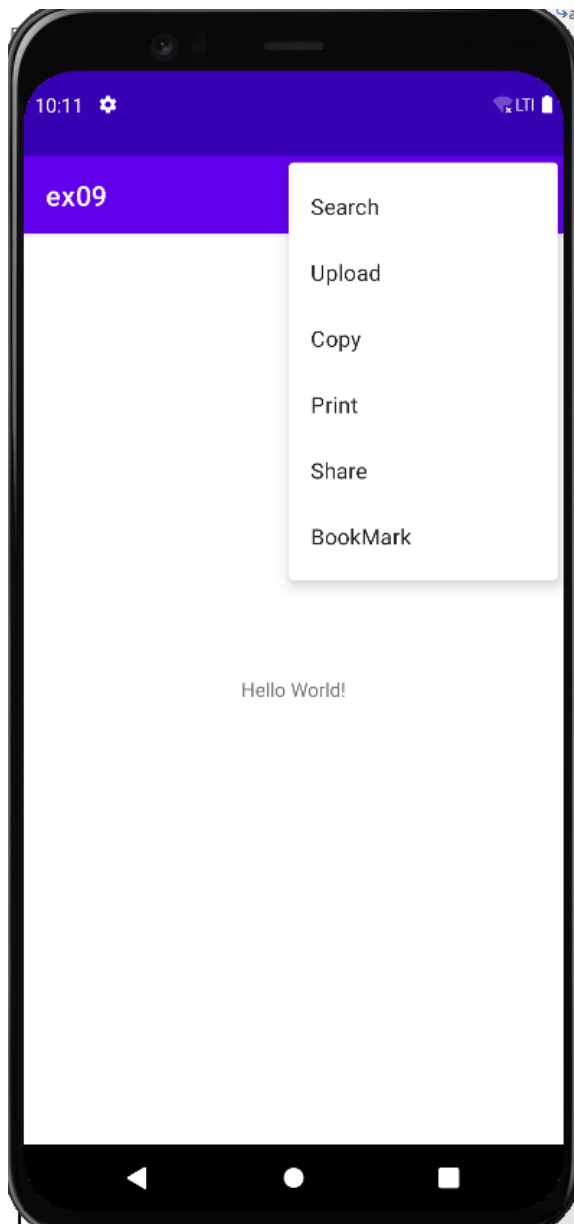 10:11 LTI
ex09
Search
Upload
Copy
Print
Share
BookMark
Hello World!